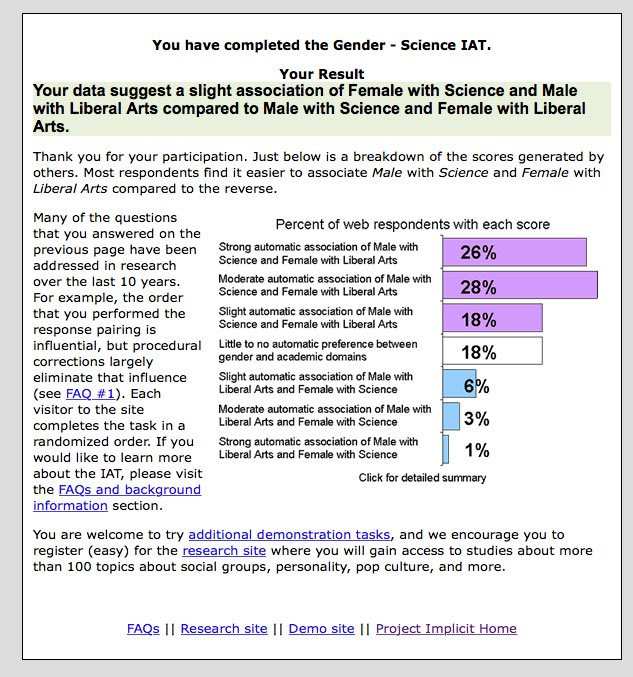 You have completed the Gender - Science IAT.
Your Result
Your data suggest a slight association of Female with Science and Male
with Liberal Arts compared to Male with Science and Female with Liberal
Arts.
Thank you for your participation. Just below is a breakdown of the scores generated by
others. Most respondents find it easier to associate Male with Science and Female with
Liberal Arts compared to the reverse.
Many of the questions
that you answered on the
previous page have been
addressed in research
over the last 10 years.
For example, the order
that you performed the
response pairing is
influential, but procedural
corrections largely
eliminate that influence
(see FAQ #1). Each
visitor to the site
completes the task in a
randomized order. If you
would like to learn more
about the IAT, please visit
the FAQs and background
information section.
Percent of web respondents with each score
Strong automatic association of Male with
Science and Female with Liberal Arts
26%
Moderate automatic association of Male with
Science and Female with Liberal Arts
28%
Slight automatic association of Male with
Science and Female with Liberal Arts
18%
Little to no automatic preference between
gender and academic domains
18%
Slight automatic association of Male with
Liberal Arts and Female with Science
6%
Moderate automatic association of Male with
Liberal Arts and Female with Science
3%
Strong automatic association of Male with
Liberal Arts and Female with Science
1%
Click for detailed summary
You are welcome to try additional demonstration tasks, and we encourage you to
register (easy) for the research site where you will gain access to studies about more
than 100 topics about social groups, personality, pop culture, and more.
FAQs || Research site || Demo site || Project Implicit Home